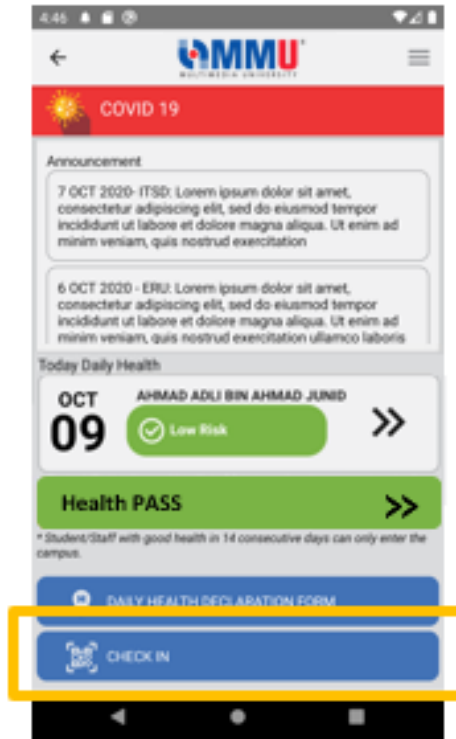 4:46
MMU
MULTIMEDIA UNIVERSITY
COVID 19
Announcement
7 OCT 2020- ITSD: Lorem ipsum dolor sit amet,
consectetur adipiscing elit, sed do eiusmod tempor
incididunt ut labore et dolore magna aliqua. Ut enim ad
minim veniam, quis nostrud exercitation
6 OCT 2020 - ERU: Lorem ipsum dolor sit amet,
consectetur adipiscing elit, sed do eiusmod tempor
incididunt ut labore et dolore magna aliqua. Ut enim ad
minim veniam, quis nostrud exercitation ullamco laboris
Today Daily Health
OCT
09
AHMAD ADLI BIN AHMAD JUNID
Low Risk
>>
Health PASS >>
* Student/Staff with good health in 14 consecutive days can only enter the
campus.
DAILY HEALTH DECLARATION FORM
CHECK IN